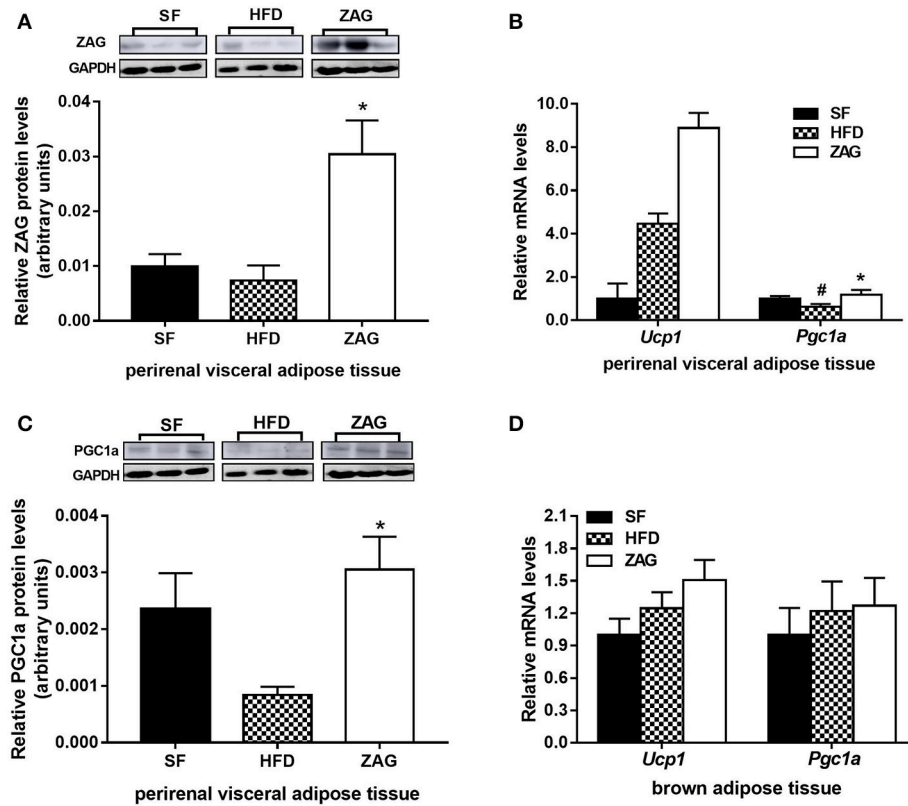 A
SF HFD ZAG
ZAG
GAPDH
Relative ZAG protein levels
(arbitrary units)
0.04
0.03
0.02
0.01
0.00
*
SF HFD ZAG
perirenal visceral adipose tissue
B
Relative mRNA levels
10.0
8.0
6.0
4.0
2.0
0.0
SF
HFD
ZAG
# *
Ucp1 Pgc1a
perirenal visceral adipose tissue
C
SF HFD ZAG
PGC1a
GAPDH
Relative PGC1a protein levels
(arbitrary units)
0.004
0.003
0.002
0.001
0.000
*
SF HFD ZAG
perirenal visceral adipose tissue
D
Relative mRNA levels
2.1
1.8
1.5
1.2
0.9
0.6
0.3
0.0
SF
HFD
ZAG
Ucp1 Pgc1a
brown adipose tissue